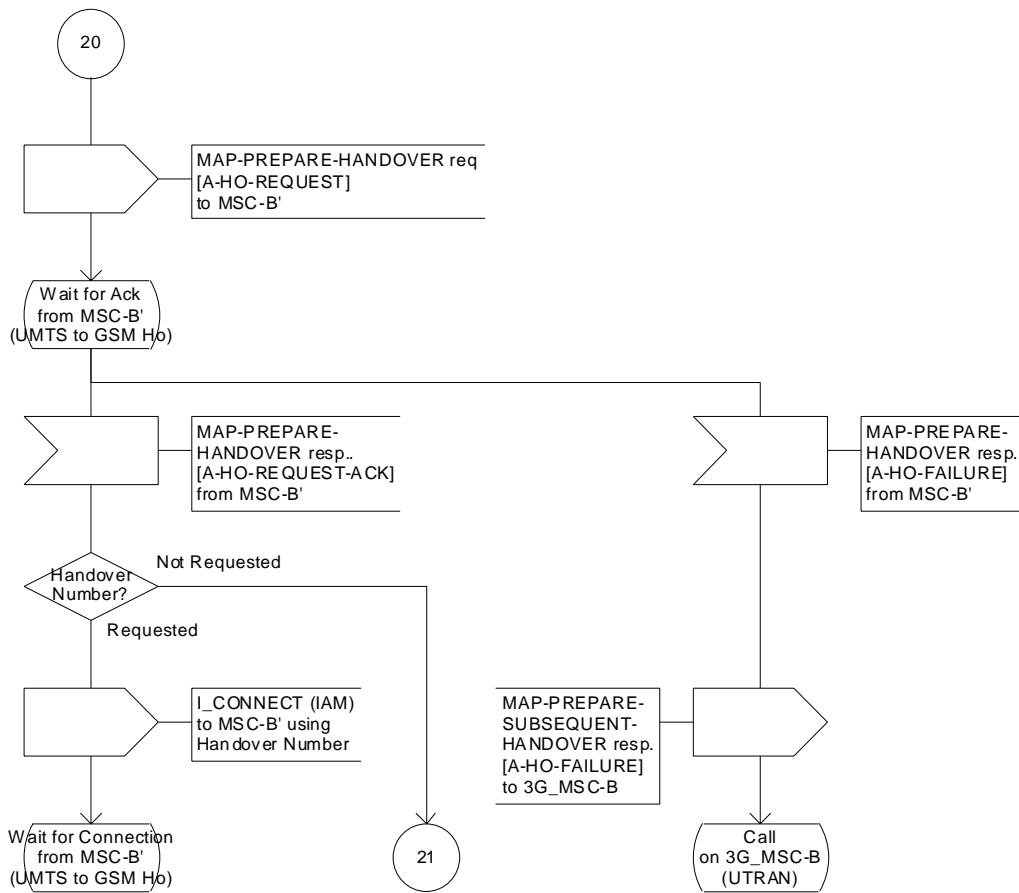 20
MAP-PREPARE-HANDOVER req
[A-HO-REQUEST]
to MSC-B'
Wait for Ack
from MSC-B'
(UMTS to GSM Ho)
MAP-PREPARE-
HANDOVER resp..
[A-HO-REQUEST-ACK]
from MSC-B'
MAP-PREPARE-
HANDOVER resp.
[A-HO-FAILURE]
from MSC-B'
Handover
Number?
Not Requested
Requested
I_CONNECT (IAM)
to MSC-B' using
Handover Number
MAP-PREPARE-
SUBSEQUENT-
HANDOVER resp.
[A-HO-FAILURE]
to 3G_MSC-B
Wait for Connection
from MSC-B'
(UMTS to GSM Ho)
21
Call
on 3G_MSC-B
(UTRAN)